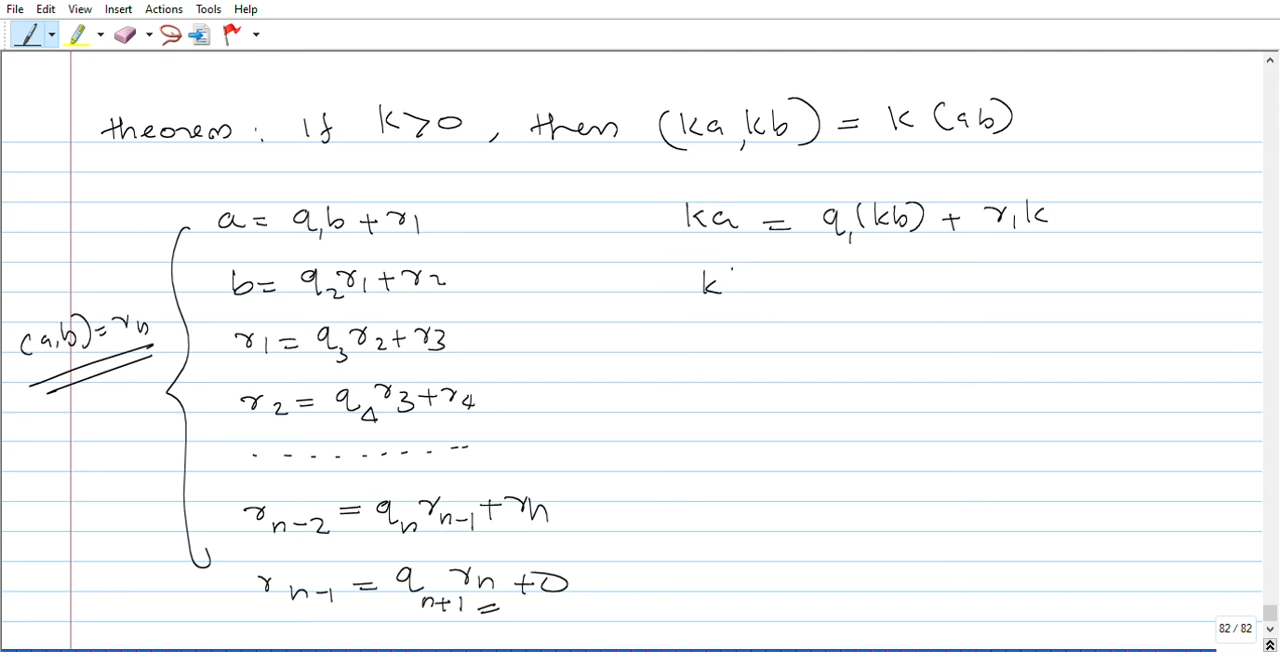 File Edit View Insert Actions Tools Help
theorem: If k>0, then (ka,kb) = k (ab)
a = q₁b + r₁
ka = q₁(kb) + r₁k
b = q₂r₁ + r₂
k
(a,b) = rₙ
r₁ = q₃r₂ + r₃
r₂ = q₄r₃ + r₄
. - - - - - - - --
rₙ₋₂ = qₙrₙ₋₁ + rₙ
rₙ₋₁ = qₙ₊₁ rₙ + 0
82 / 82